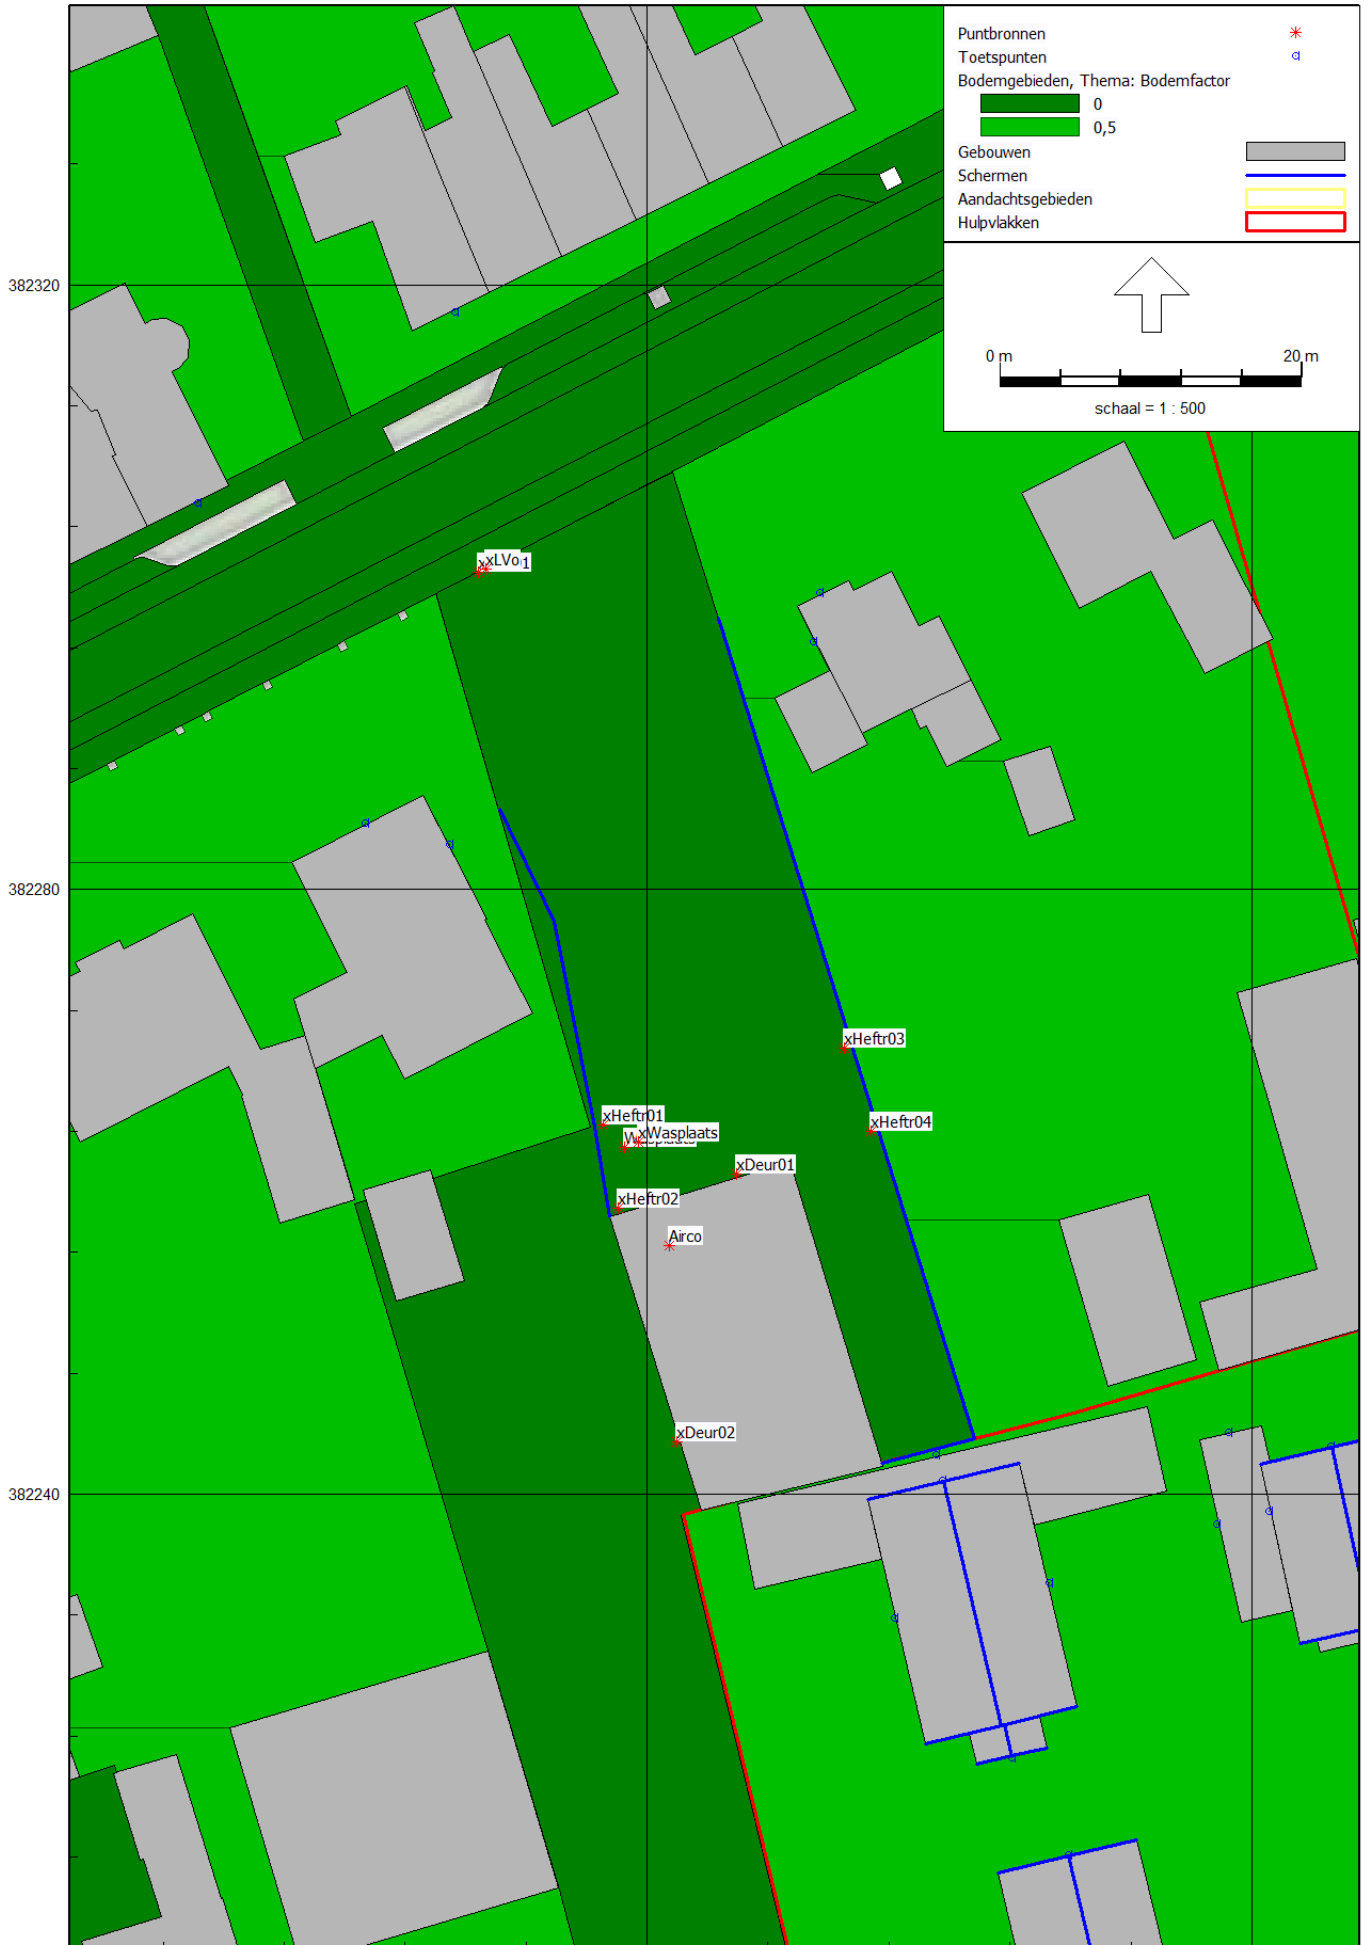 Puntbronnen
Toetspunten
Bodemgebieden, Thema: Bodemfactor
0
0,5
Gebouwen
Schermen
Aandachtsgebieden
Hulpvlakken
0 m 20 m
schaal = 1 : 500
382320
xLVo
382280
xHeftr03
xHeftr01
xHeftr04
xWasplaats
xDeur01
xHeftr02
Airco
xDeur02
382240